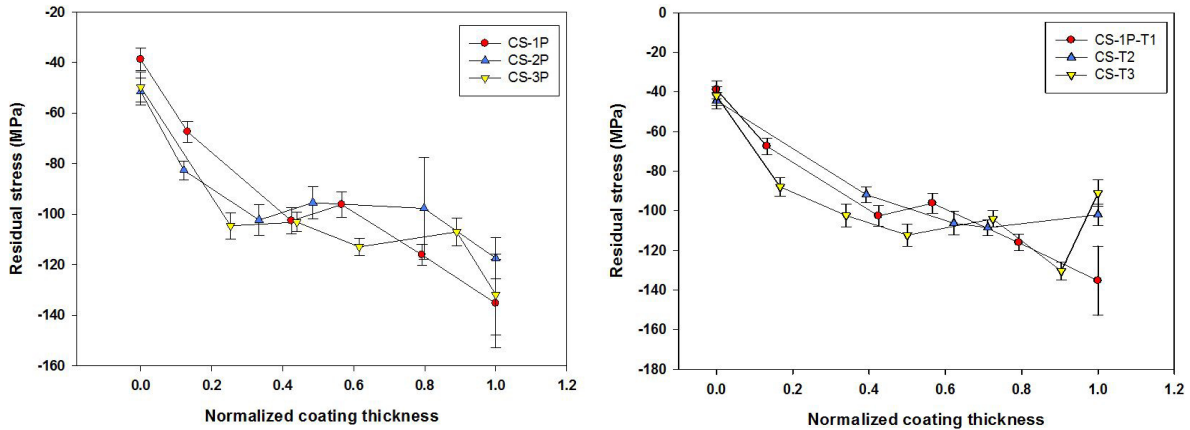 -20
-40
-60
-80
-100
-120
-140
-160
Residual stress (MPa)
CS-1P
CS-2P
CS-3P
0.0 0.2 0.4 0.6 0.8 1.0 1.2
Normalized coating thickness
0
-20
-40
-60
-80
-100
-120
-140
-160
-180
Residual stress (MPa)
CS-1P-T1
CS-T2
CS-T3
0.0 0.2 0.4 0.6 0.8 1.0 1.2
Normalized coating thickness